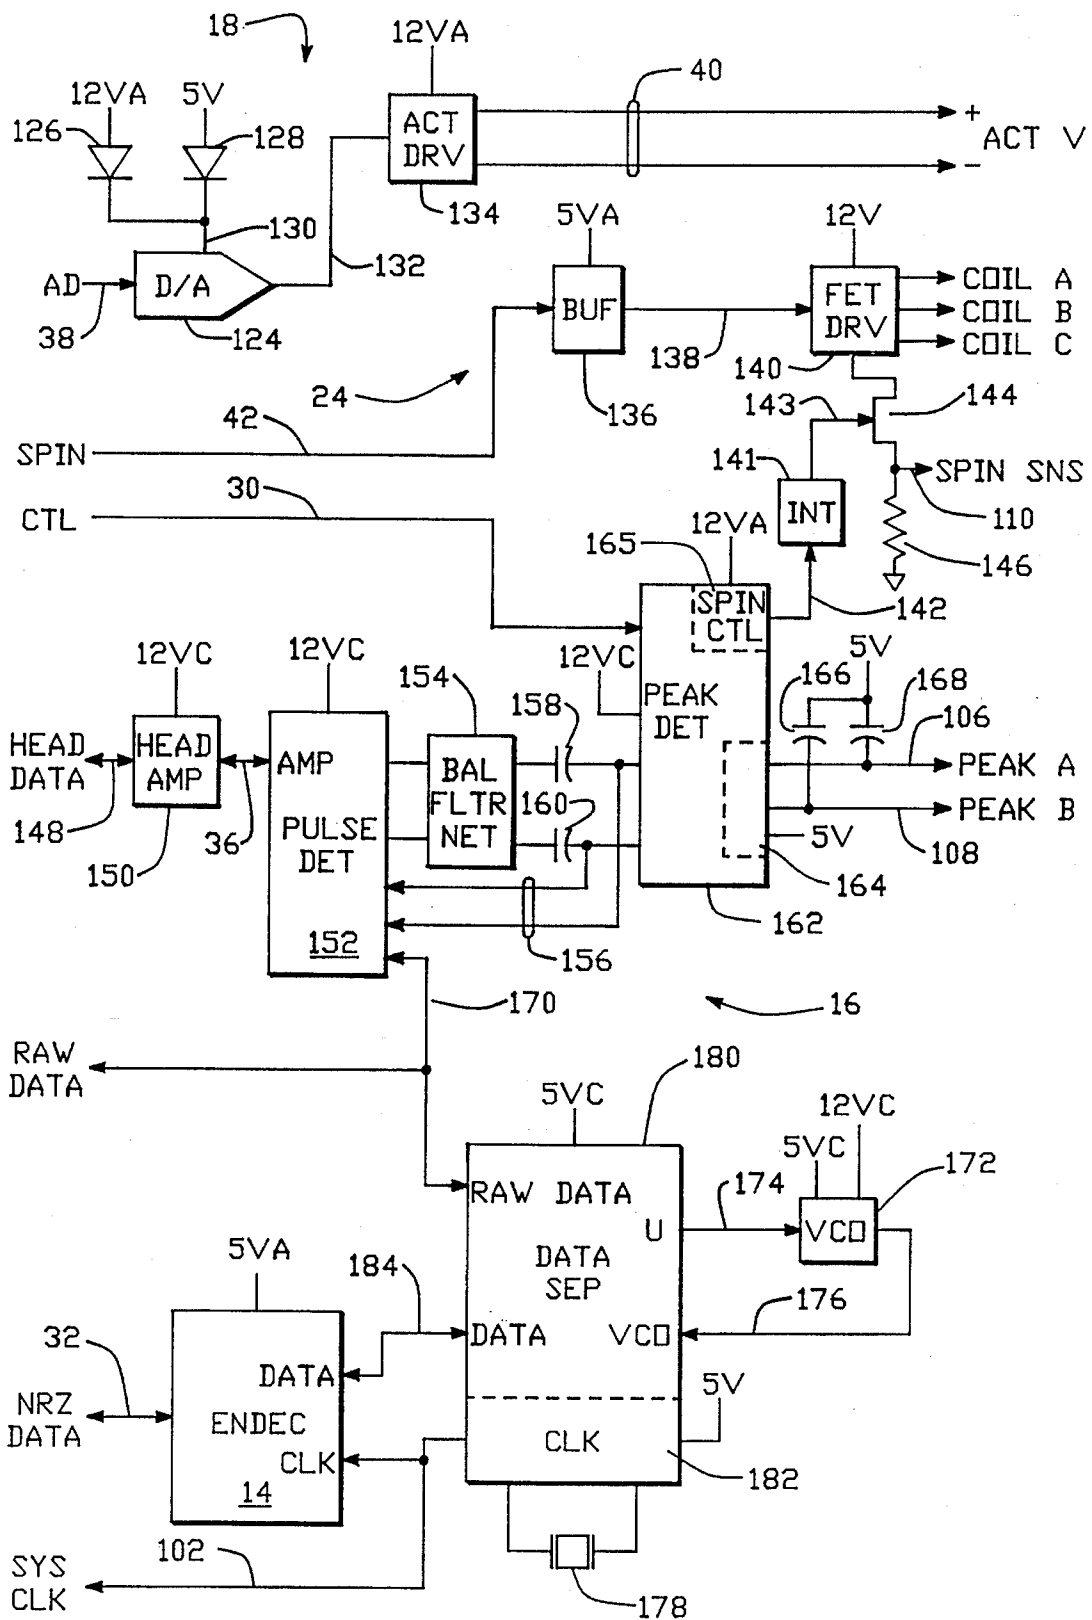 18
12VA
12VA
5V
40
126
128
ACT
DRV
+
ACT V
-
134
130
132
5VA
12V
AD
D/A
38
124
BUF
FET
DRV
COIL A
COIL B
COIL C
138
140
24
136
143
144
42
SPIN
141
SPIN SNS
30
CTL
INT
110
12VA
165
146
SPIN
CTL
142
12VC
12VC
154
12VC
5V
166
168
158
PEAK
DET
106
HEAD
DATA
HEAD
AMP
AMP
BAL
FLTR
NET
160
PEAK A
PEAK B
148
36
PULSE
DET
5V
108
150
164
152
162
156
170
16
RAW
DATA
180
5VC
12VC
5VC
172
RAW DATA
174
U
VCO
5VA
184
DATA
SEP
176
32
DATA
VCO
DATA
5V
NRZ
DATA
ENDEC
CLK
CLK
182
14
102
SYS
CLK
178